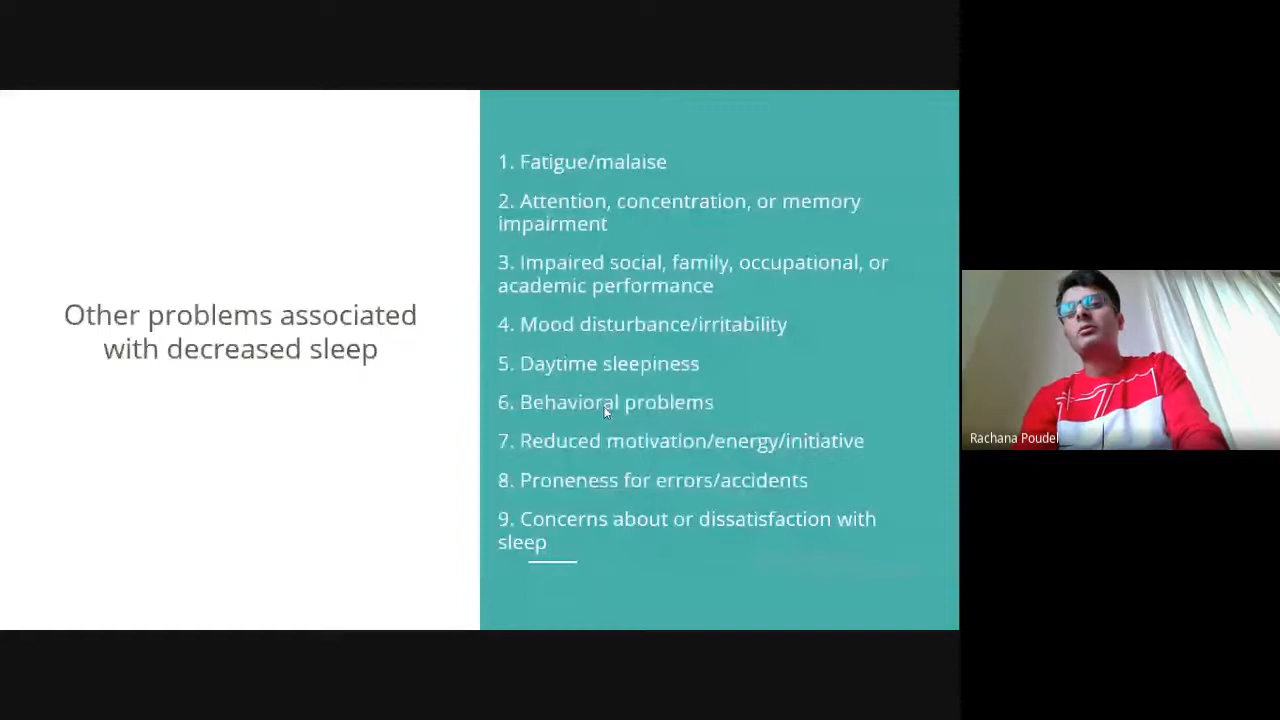 Other problems associated
with decreased sleep
1. Fatigue/malaise
2. Attention, concentration, or memory
impairment
3. Impaired social, family, occupational, or
academic performance
4. Mood disturbance/irritability
5. Daytime sleepiness
6. Behavioral problems
7. Reduced motivation/energy/initiative
8. Proneness for errors/accidents
9. Concerns about or dissatisfaction with
sleep
Rachana Poudel